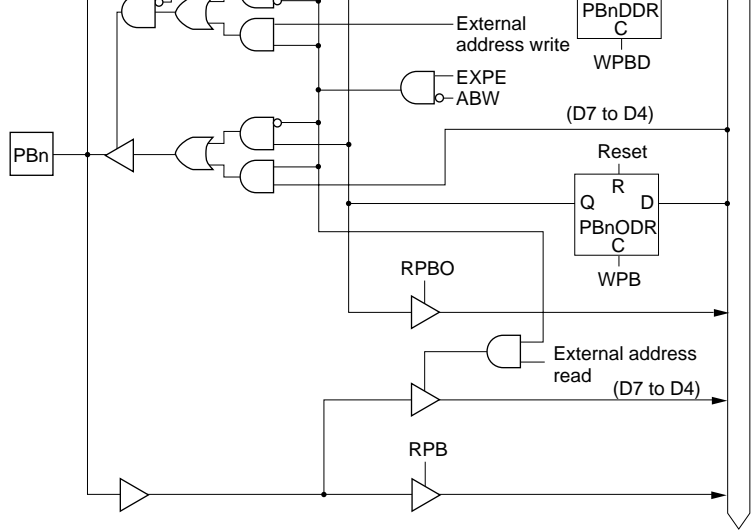 PBnDDR
C
WPBD
External
address write
EXPE
ABW
(D7 to D4)
PBn
Reset
R
Q D
PBnODR
C
WPB
RPBO
External address
read
(D7 to D4)
RPB